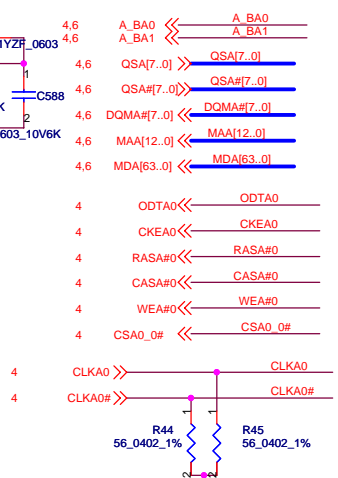 4,6 A_BA0 A_BA0
4,6 A_BA1 A_BA1
1YZF_0603
4,6 QSA[7..0] QSA[7..0]
1
4,6 QSA#[7..0] QSA#[7..0]
C588
4,6 DQMA#[7..0] DQMA#[7..0]
K
2
603_10V6K
4,6 MAA[12..0] MAA[12..0]
4,6 MDA[63..0] MDA[63..0]
4 ODTA0 ODTA0
4 CKEA0 CKEA0
4 RASA#0 RASA#0
4 CASA#0 CASA#0
4 WEA#0 WEA#0
4 CSA0_0# CSA0_0#
4 CLKA0 CLKA0
4 CLKA0# CLKA0#
1 1
R44 R45
56_0402_1% 56_0402_1%
2 2